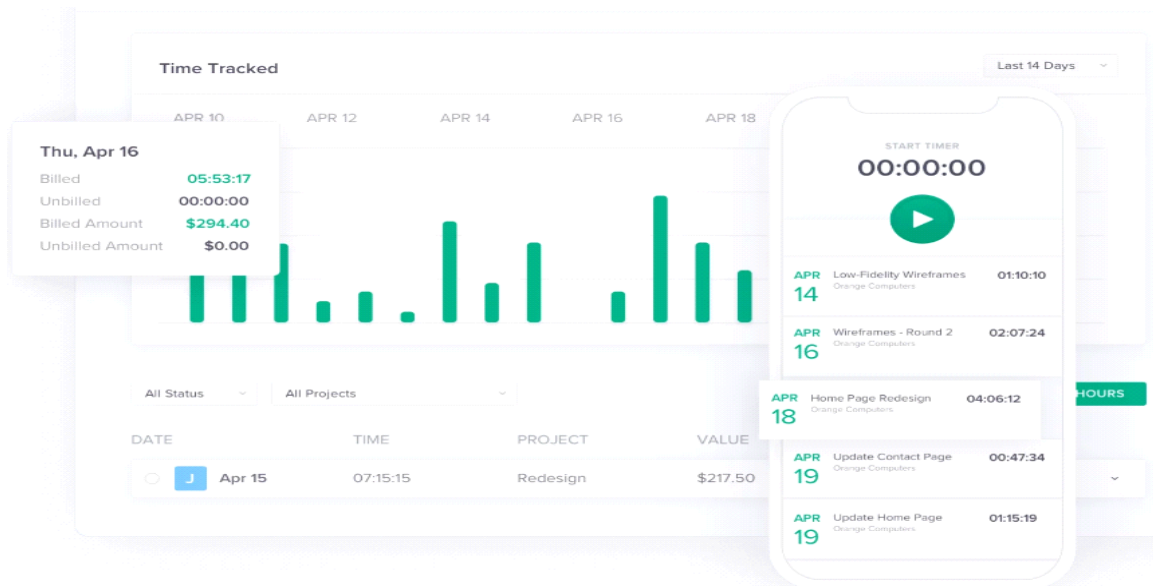 Time Tracked
Last 14 Days
APR 10
APR 12
APR 14
APR 16
APR 18
Thu, Apr 16
Billed 05:53:17
Unbilled 00:00:00
Billed Amount $294.40
Unbilled Amount $0.00
START TIMER
00:00:00
APR 14 Low-Fidelity Wireframes 01:10:10
Orange Computers
APR 16 Wireframes - Round 2 02:07:24
Orange Computers
APR 18 Home Page Redesign 04:06:12
Orange Computers
APR 19 Update Contact Page 00:47:34
Orange Computers
APR 19 Update Home Page 01:15:19
Orange Computers
All Status
All Projects
HOURS
DATE TIME PROJECT VALUE
J Apr 15 07:15:15 Redesign $217.50